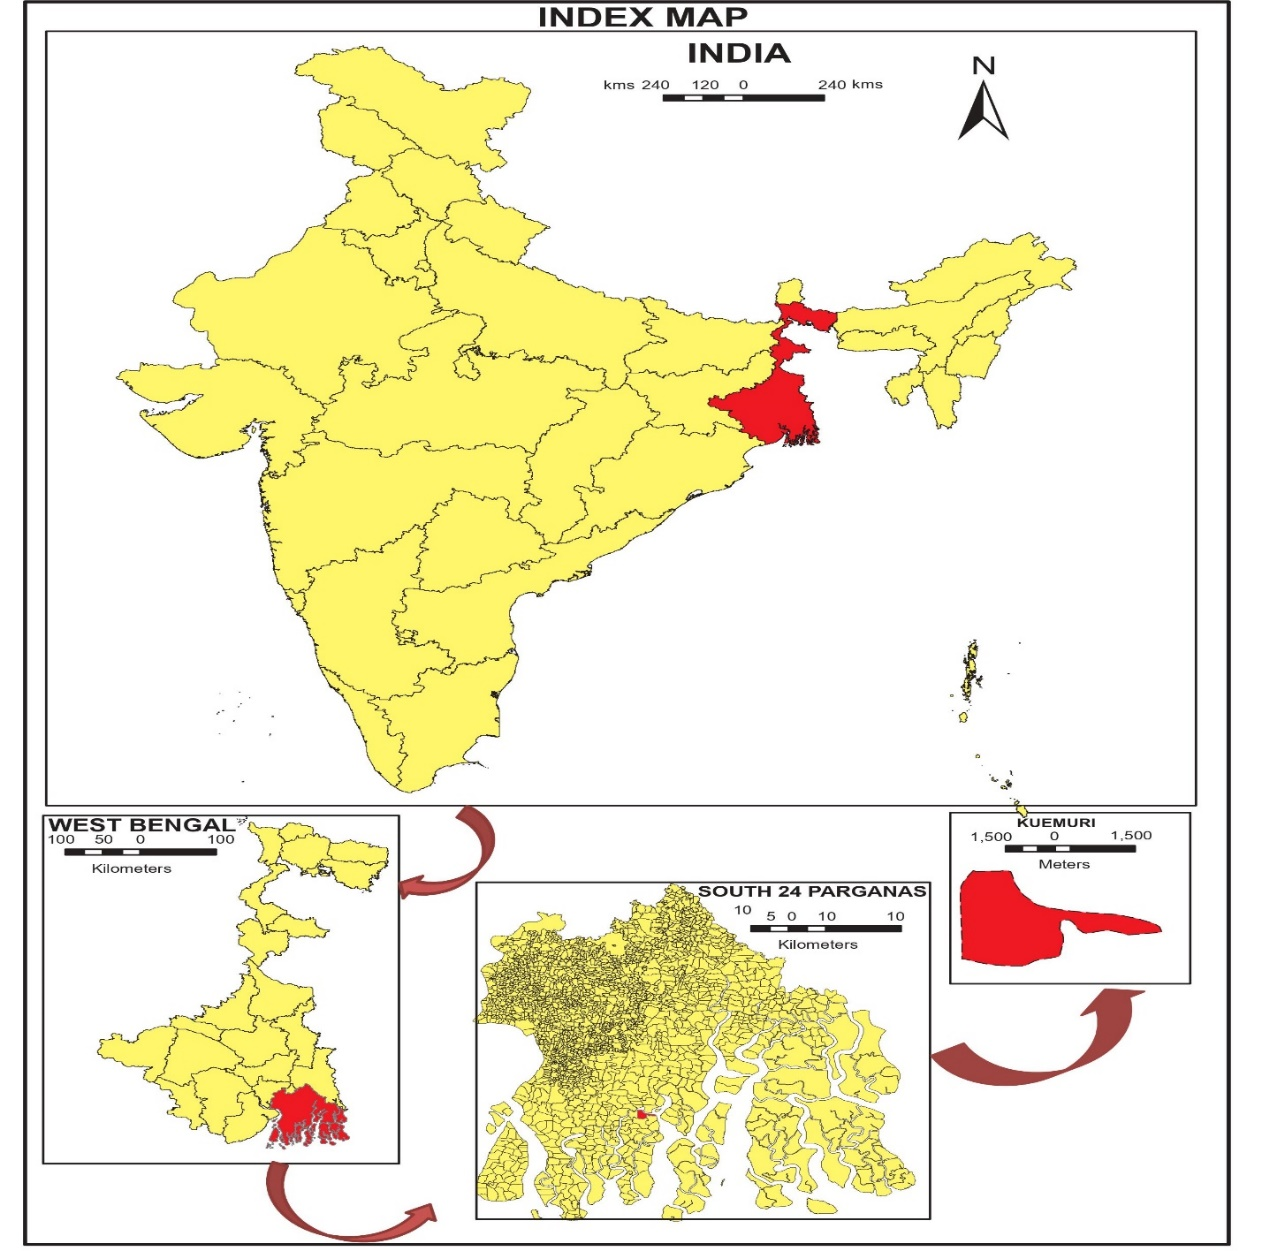 INDEX MAP
INDIA
kms 240 120 0 240 kms
N
WEST BENGAL
100 50 0 100
Kilometers
SOUTH 24 PARGANAS
10 5 0 10 10
Kilometers
KUEMURI
1,500 0 1,500
Meters